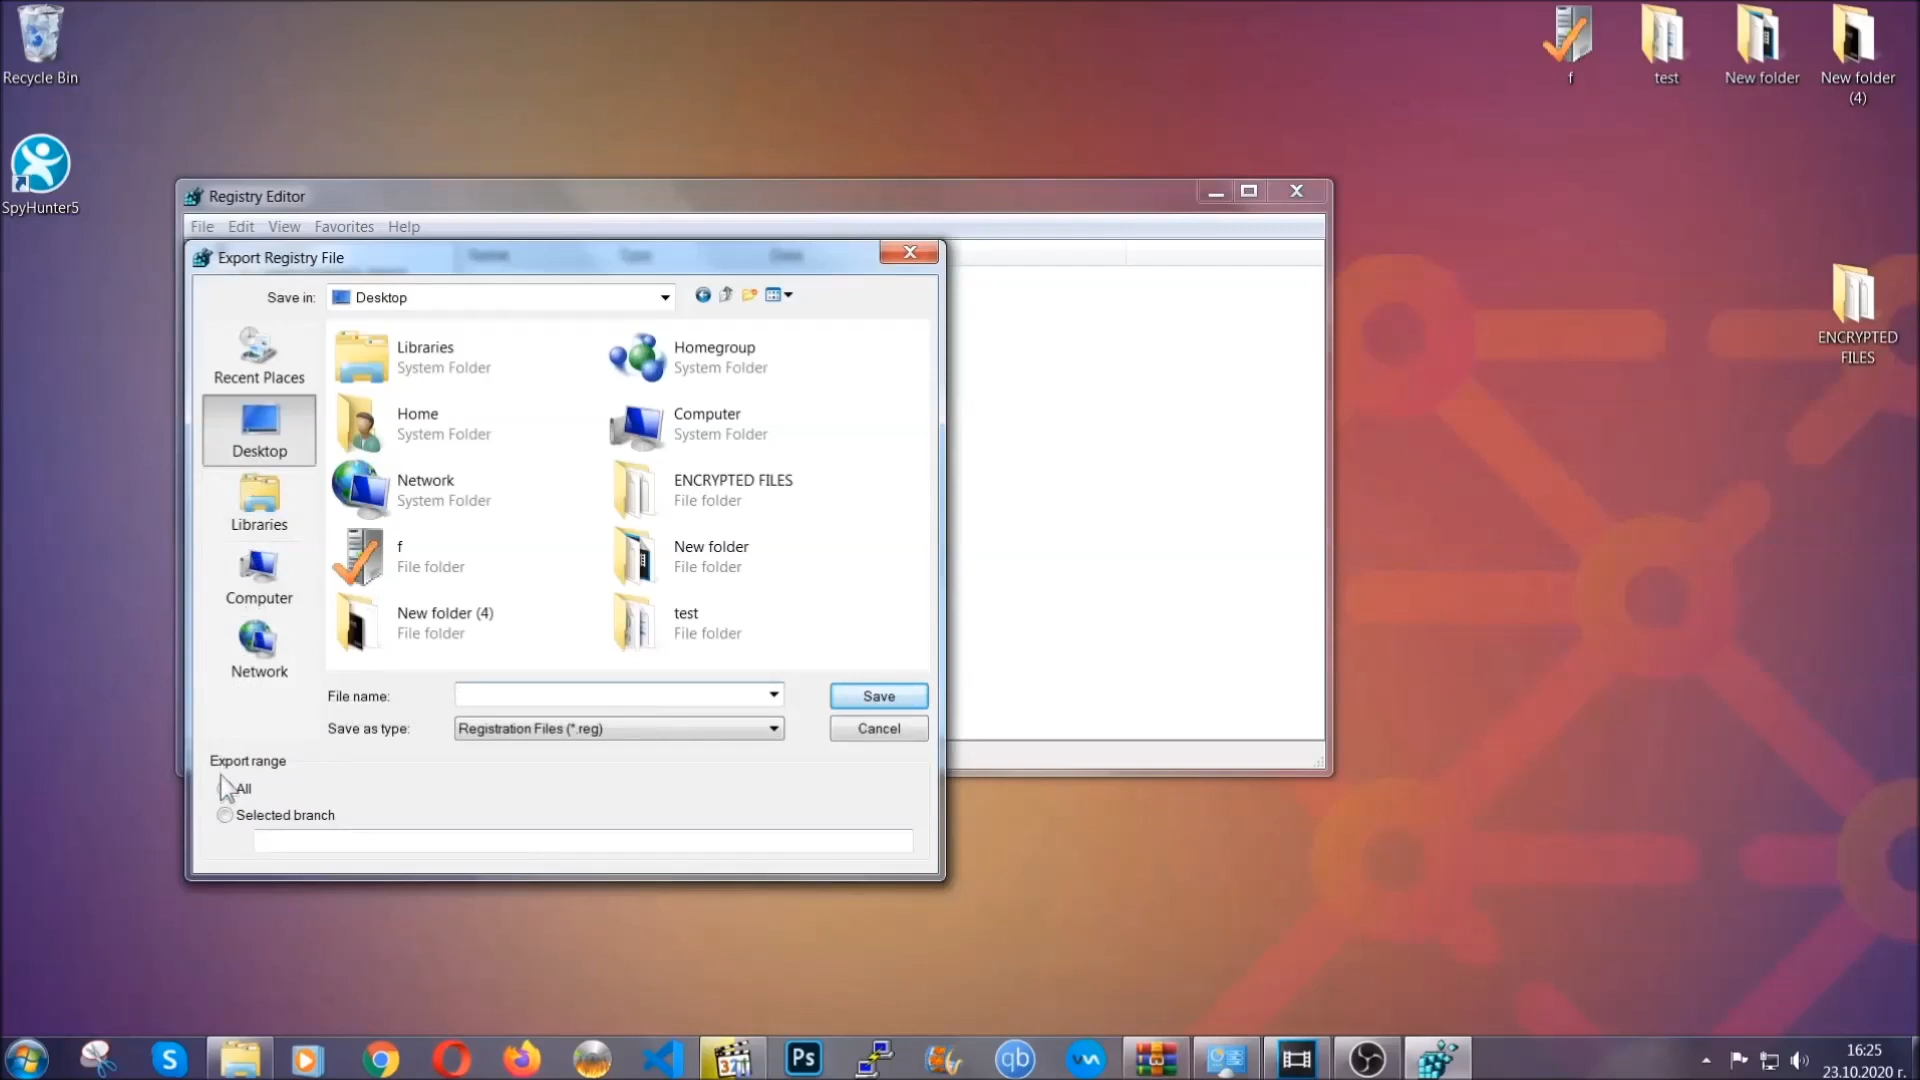 Recycle Bin
SpyHunter5
f
test
New folder
New folder
(4)
ENCRYPTED
FILES
Registry Editor
File Edit View Favorites Help
Export Registry File
Save in:
Desktop
Recent Places
Desktop
Libraries
Computer
Network
Libraries
System Folder
Homegroup
System Folder
Home
System Folder
Computer
System Folder
Network
System Folder
ENCRYPTED FILES
File folder
f
File folder
New folder
File folder
New folder (4)
File folder
test
File folder
File name:
Save
Save as type:
Registration Files (*.reg)
Cancel
Export range
All
Selected branch
S
321
Ps
qb
16:25
23.10.2020 г.